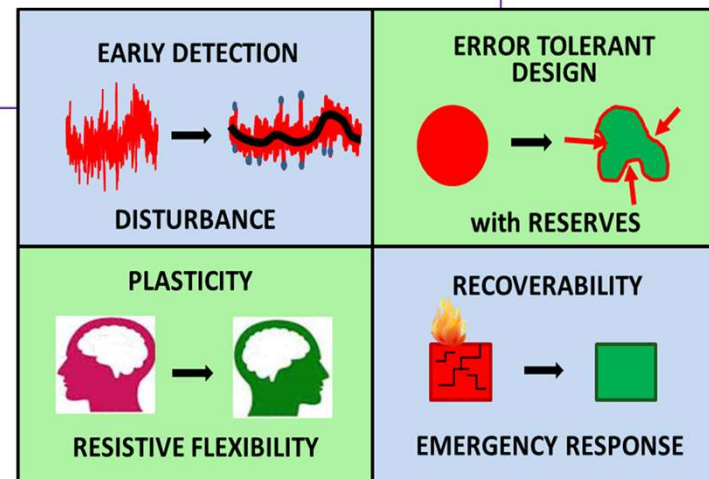 EARLY DETECTION
DISTURBANCE
ERROR TOLERANT
DESIGN
with RESERVES
PLASTICITY
RESISTIVE FLEXIBILITY
RECOVERABILITY
EMERGENCY RESPONSE